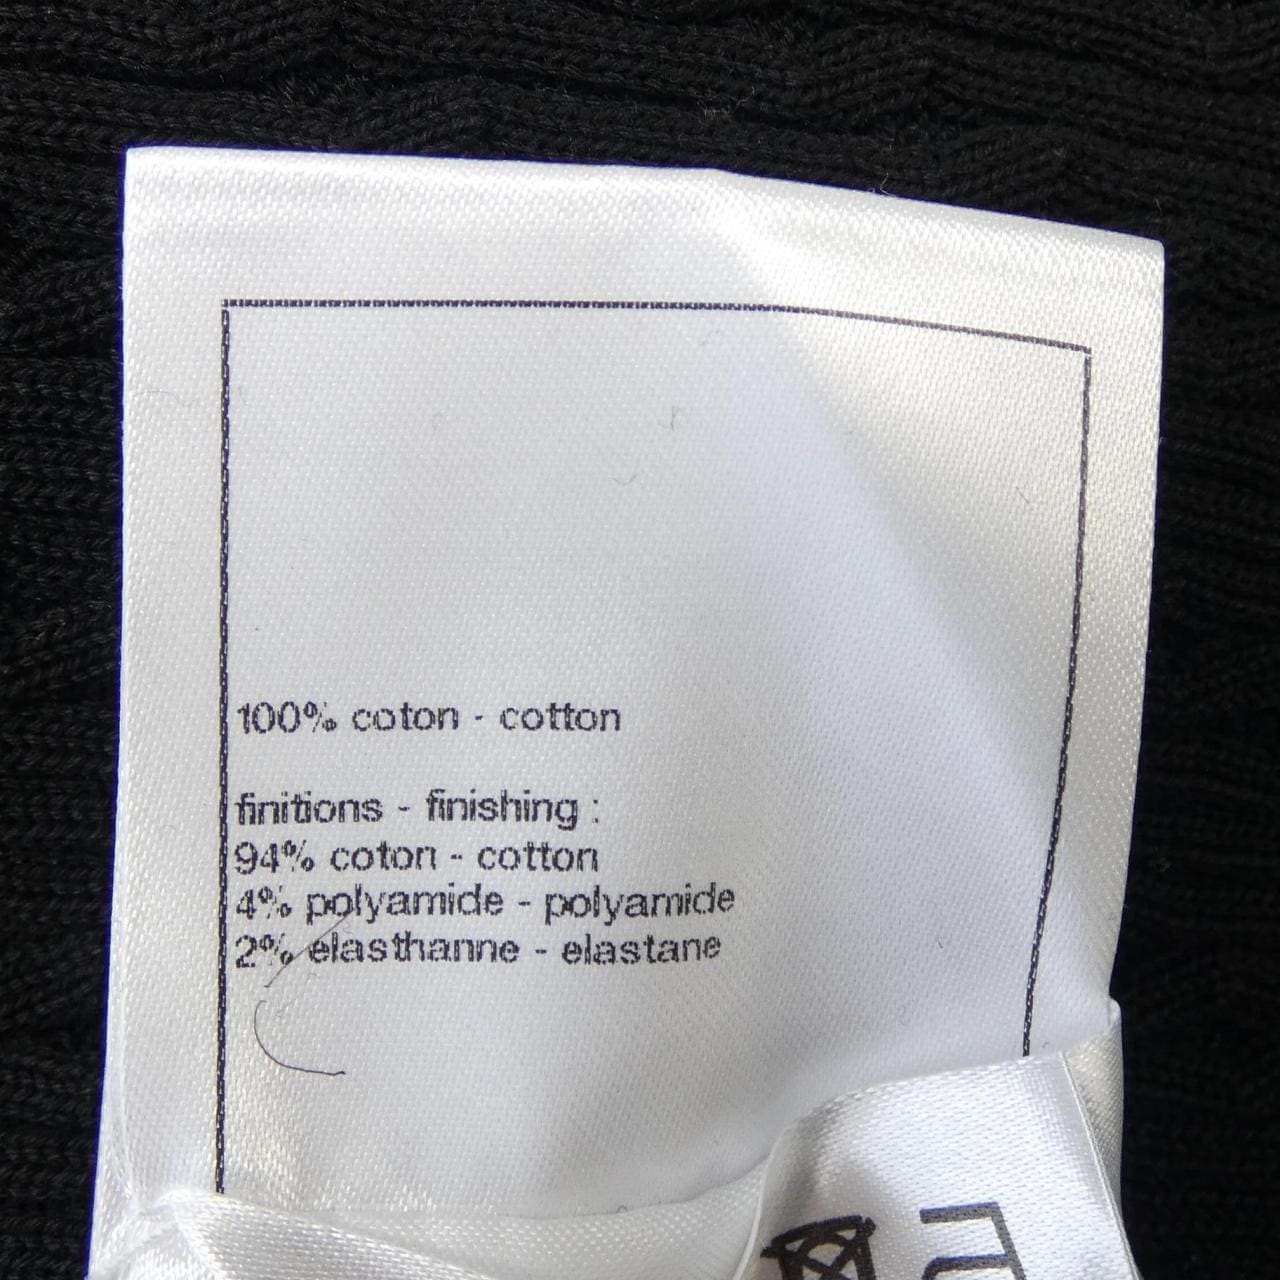 100% coton - cotton
finitions - finishing :
94% coton - cotton
4% polyamide - polyamide
2% elasthanne - elastane